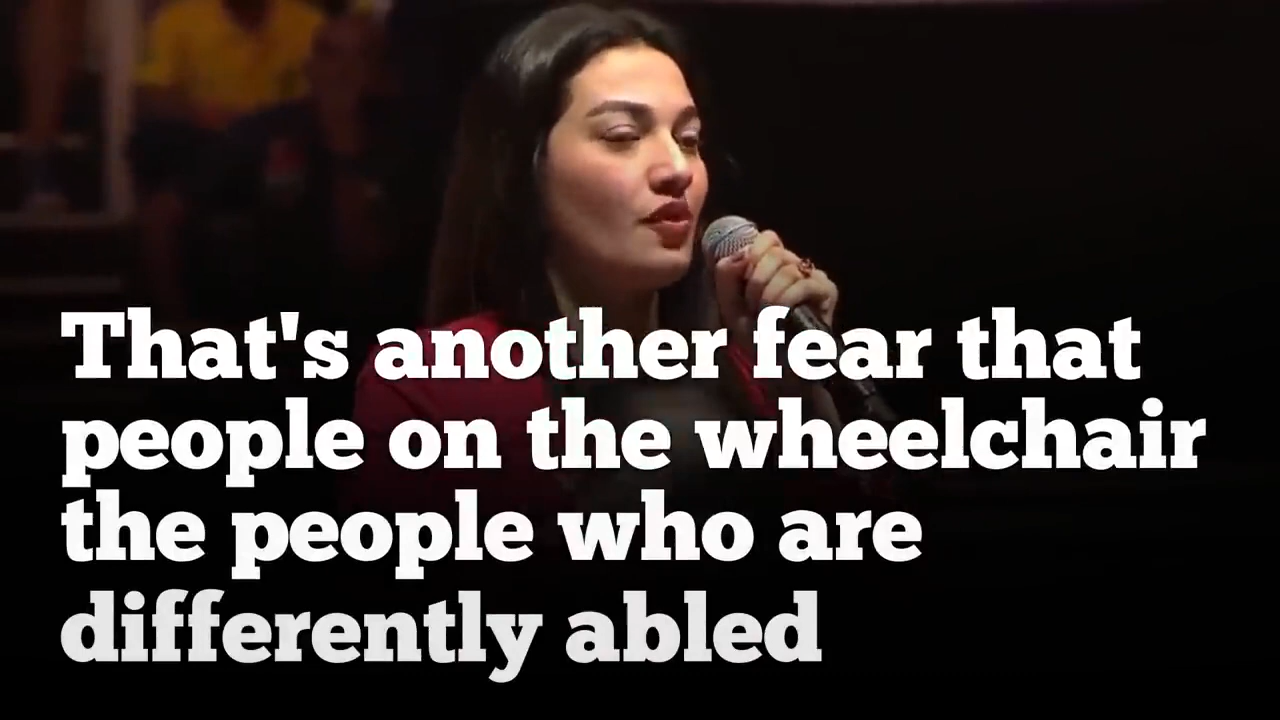 That's another fear that
people on the wheelchair
the people who are
differently abled